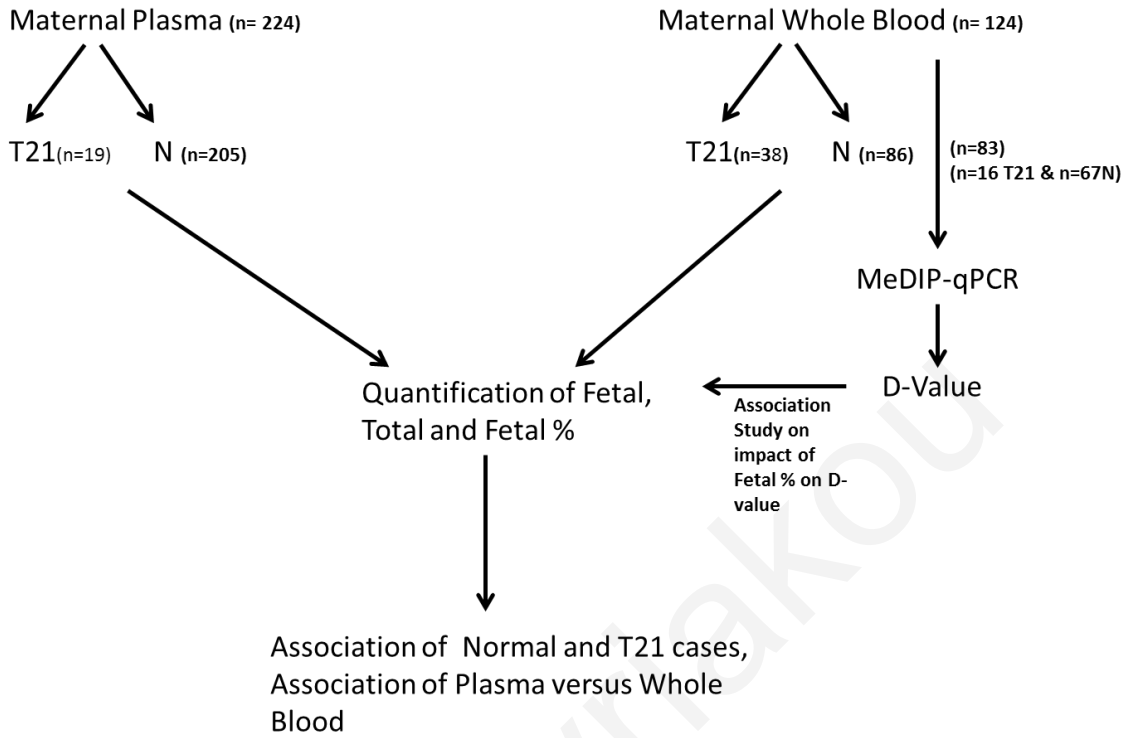 Maternal Plasma (n= 224)
Maternal Whole Blood (n= 124)
T21(n=19)
N (n=205)
T21(n=38)
N (n=86)
(n=83)
(n=16 T21 & n=67N)
MeDIP-qPCR
D-Value
Association
Study on
impact of
Fetal % on D-
value
Quantification of Fetal,
Total and Fetal %
Association of Normal and T21 cases,
Association of Plasma versus Whole
Blood